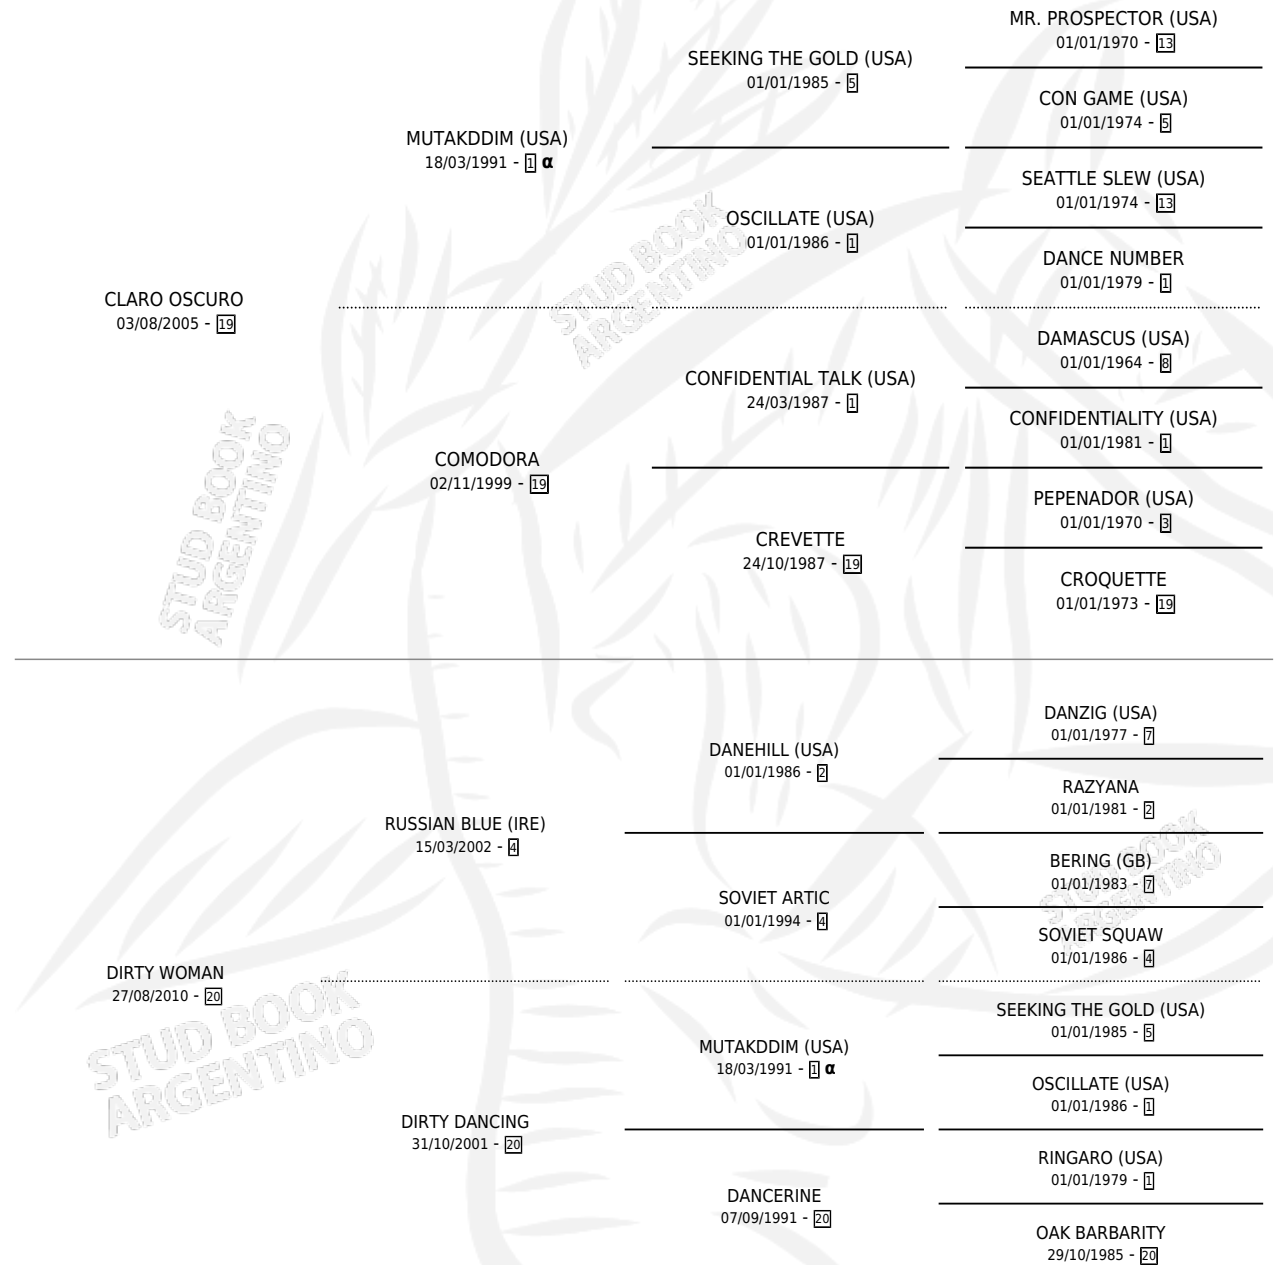 MR. PROSPECTOR (USA)
01/01/1970 - 13
SEEKING THE GOLD (USA)
01/01/1985 - 5
CON GAME (USA)
01/01/1974 - 5
MUTAKDDIM (USA)
18/03/1991 - 1 α
SEATTLE SLEW (USA)
01/01/1974 - 13
OSCILLATE (USA)
01/01/1986 - 1
DANCE NUMBER
01/01/1979 - 1
STUD BOOK
ARGENTINO
CLARO OSCURO
03/08/2005 - 19
DAMASCUS (USA)
01/01/1964 - 8
CONFIDENTIAL TALK (USA)
24/03/1987 - 1
CONFIDENTIALITY (USA)
01/01/1981 - 1
COMODORA
02/11/1999 - 19
PEPENADOR (USA)
01/01/1970 - 3
CREVETTE
24/10/1987 - 19
CROQUETTE
01/01/1973 - 19
STUD BOOK
ARGENTINO
DANZIG (USA)
01/01/1977 - 7
DANEHILL (USA)
01/01/1986 - 2
RAZYANA
01/01/1981 - 2
RUSSIAN BLUE (IRE)
15/03/2002 - 4
BERING (GB)
01/01/1983 - 7
SOVIET ARTIC
01/01/1994 - 4
SOVIET SQUAW
01/01/1986 - 4
STUD BOOK
ARGENTINO
DIRTY WOMAN
27/08/2010 - 20
SEEKING THE GOLD (USA)
01/01/1985 - 5
MUTAKDDIM (USA)
18/03/1991 - 1 α
OSCILLATE (USA)
01/01/1986 - 1
DIRTY DANCING
31/10/2001 - 20
RINGARO (USA)
01/01/1979 - 1
DANCERINE
07/09/1991 - 20
OAK BARBARITY
29/10/1985 - 20
STUD BOOK
ARGENTINO